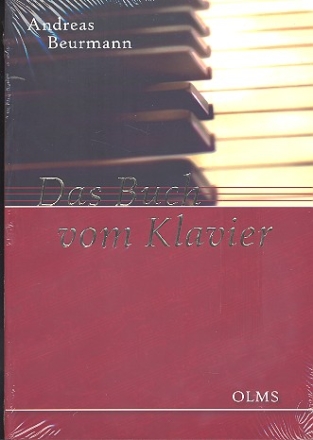 Andreas
Beurmann
Das Buch
vom Klavier
OLMS